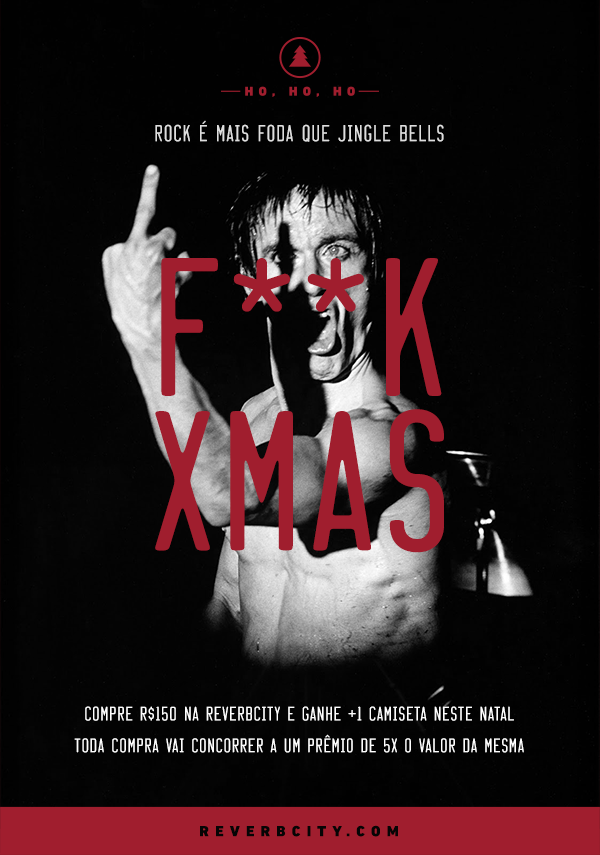 HO, HO, HO
ROCK É MAIS FODA QUE JINGLE BELLS
F**K
XMAS
COMPRE R$150 NA REVERBCITY E GANHE +1 CAMISETA NESTE NATAL
TODA COMPRA VAI CONCORRER A UM PRÊMIO DE 5X O VALOR DA MESMA
REVERBCITY.COM